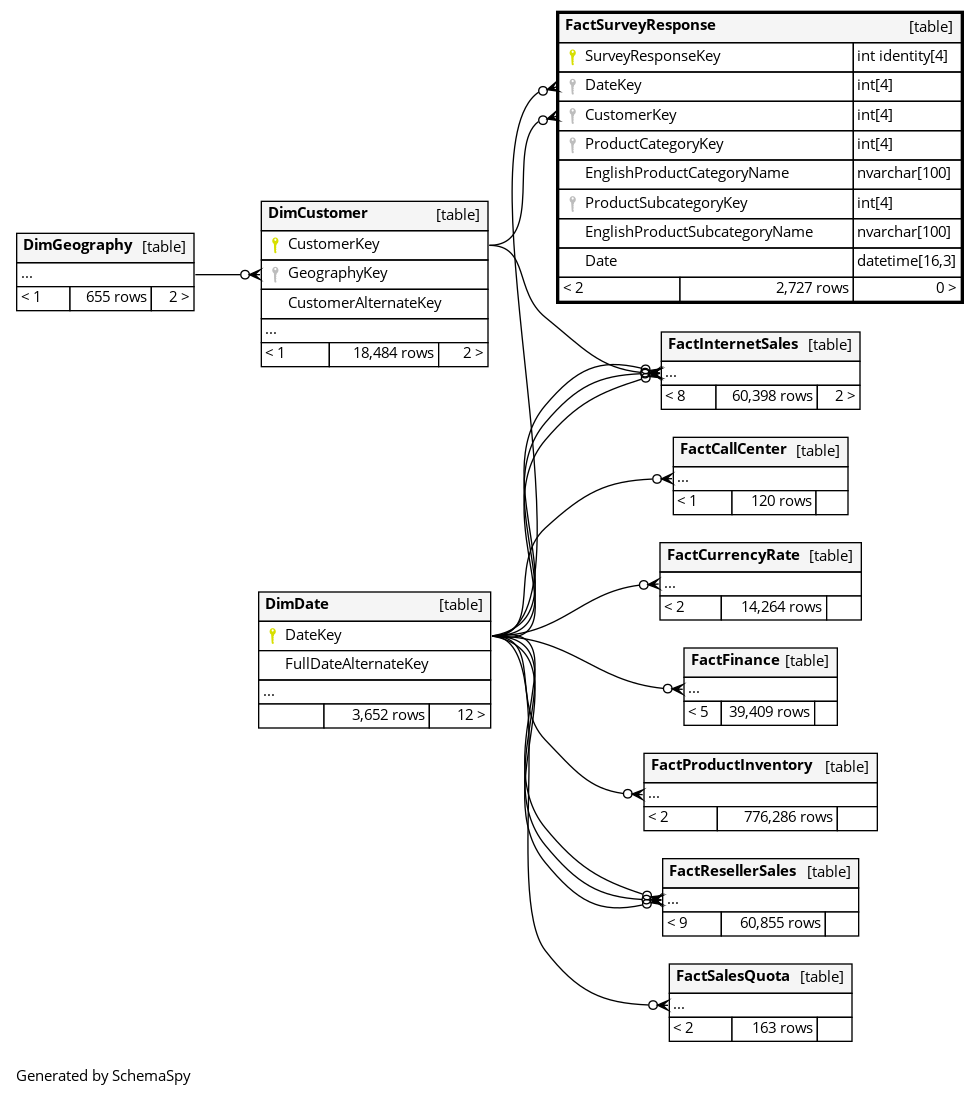 FactSurveyResponse [table]
SurveyResponseKey int identity[4]
DateKey int[4]
CustomerKey int[4]
ProductCategoryKey int[4]
EnglishProductCategoryName nvarchar[100]
ProductSubcategoryKey int[4]
EnglishProductSubcategoryName nvarchar[100]
Date datetime[16,3]
< 2 2,727 rows 0 >
DimCustomer [table]
CustomerKey
GeographyKey
CustomerAlternateKey
...
< 1 18,484 rows 2 >
DimGeography [table]
...
< 1 655 rows 2 >
FactInternetSales [table]
...
< 8 60,398 rows 2 >
FactCallCenter [table]
...
< 1 120 rows
FactCurrencyRate [table]
...
< 2 14,264 rows
DimDate [table]
DateKey
FullDateAlternateKey
...
3,652 rows 12 >
FactFinance [table]
...
< 5 39,409 rows
FactProductInventory [table]
...
< 2 776,286 rows
FactResellerSales [table]
...
< 9 60,855 rows
FactSalesQuota [table]
...
< 2 163 rows
Generated by SchemaSpy